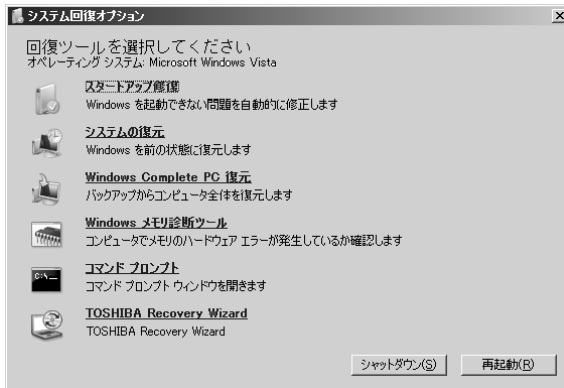 システム回復オプション
回復ツールを選択してください
オペレーティング システム: Microsoft Windows Vista
スタートアップ修復
Windows を起動できない問題を自動的に修正します
システムの復元
Windows を前の状態に復元します
Windows Complete PC 復元
バックアップからコンピュータ全体を復元します
Windows メモリ診断ツール
コンピュータでメモリのハードウェア エラーが発生しているか確認します
C:\_
コマンド プロンプト
コマンド プロンプト ウィンドウを開きます
TOSHIBA Recovery Wizard
TOSHIBA Recovery Wizard
シャットダウン(S)
再起動(R)